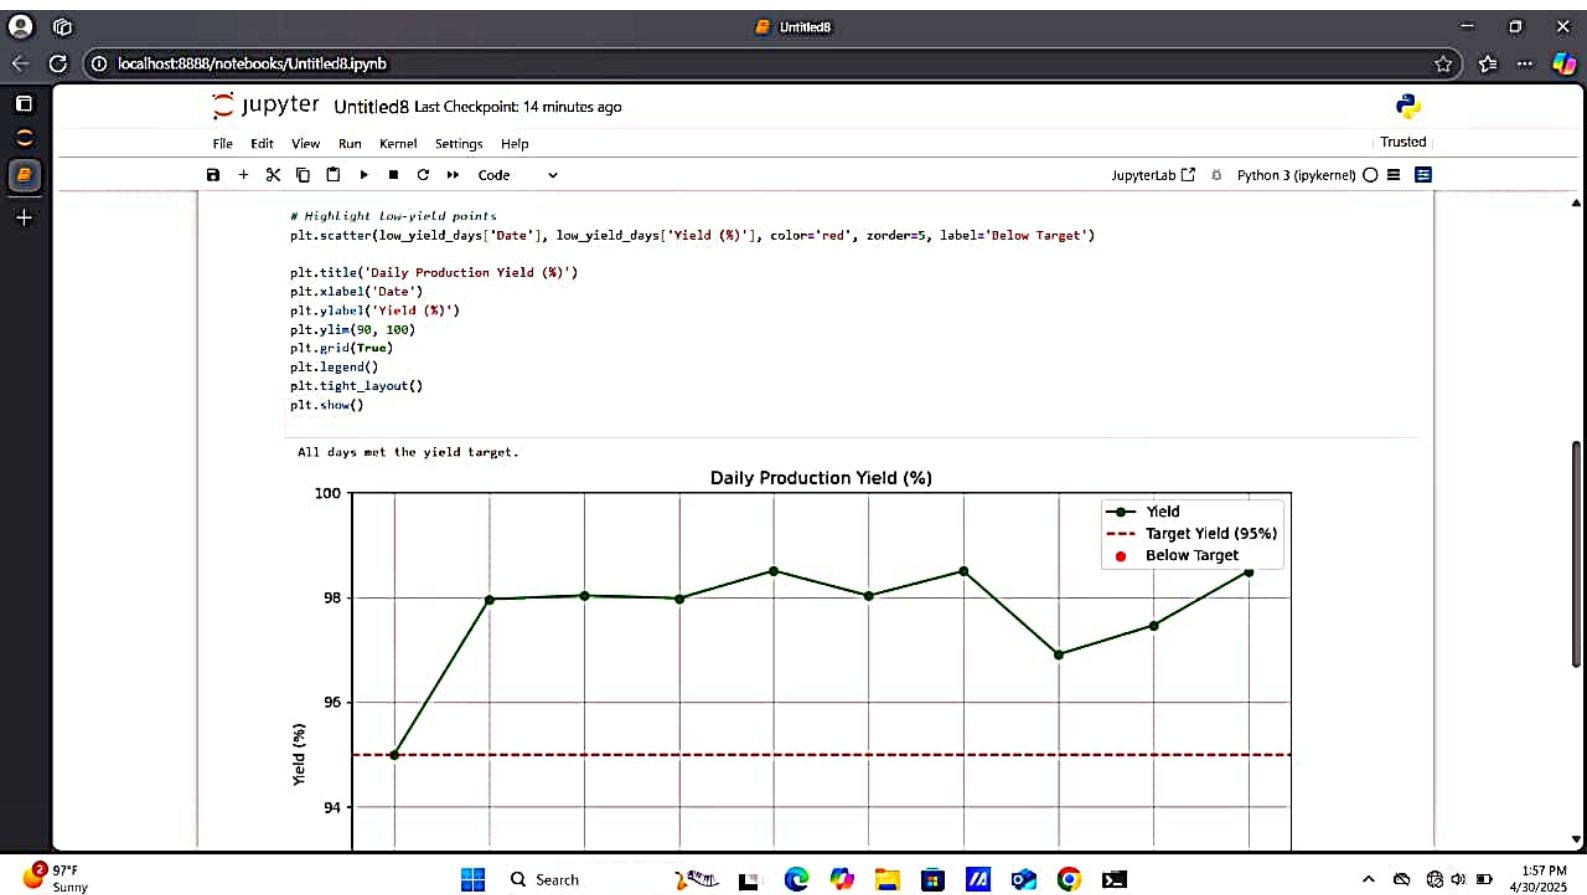 Untitled8
localhost:8888/notebooks/Untitled8.ipynb
jupyter Untitled8 Last Checkpoint: 14 minutes ago
File Edit View Run Kernel Settings Help
Trusted
Code
JupyterLab
Python 3 (ipykernel)
# Highlight low-yield points
plt.scatter(low_yield_days['Date'], low_yield_days['Yield (%)'], color='red', zorder=5, label='Below Target')
plt.title('Daily Production Yield (%)')
plt.xlabel('Date')
plt.ylabel('Yield (%)')
plt.ylim(90, 100)
plt.grid(True)
plt.legend()
plt.tight_layout()
plt.show()
All days met the yield target.
Daily Production Yield (%)
100
98
96
94
Yield (%)
Yield
Target Yield (95%)
Below Target
2
97°F
Sunny
Search
1:57 PM
4/30/2025